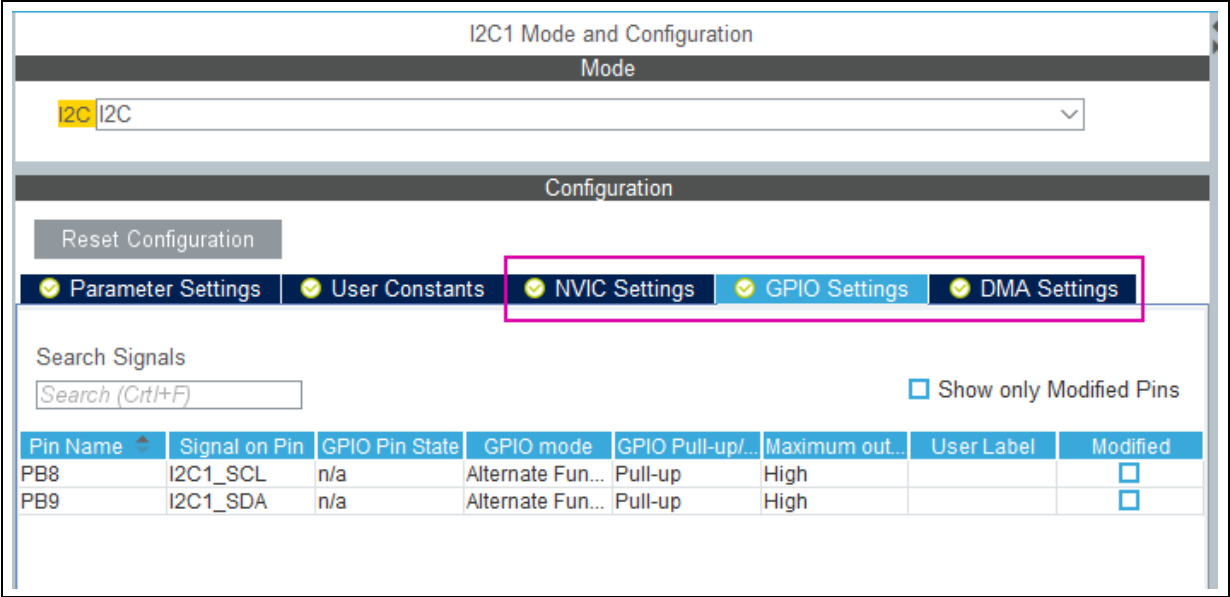 I2C1 Mode and Configuration
Mode
I2C I2C
Configuration
Reset Configuration
Parameter Settings User Constants NVIC Settings GPIO Settings DMA Settings
Search Signals
Search (Crtl+F) Show only Modified Pins
Pin Name Signal on Pin GPIO Pin State GPIO mode GPIO Pull-up/... Maximum out... User Label Modified
PB8 I2C1_SCL n/a Alternate Fun... Pull-up High
PB9 I2C1_SDA n/a Alternate Fun... Pull-up High